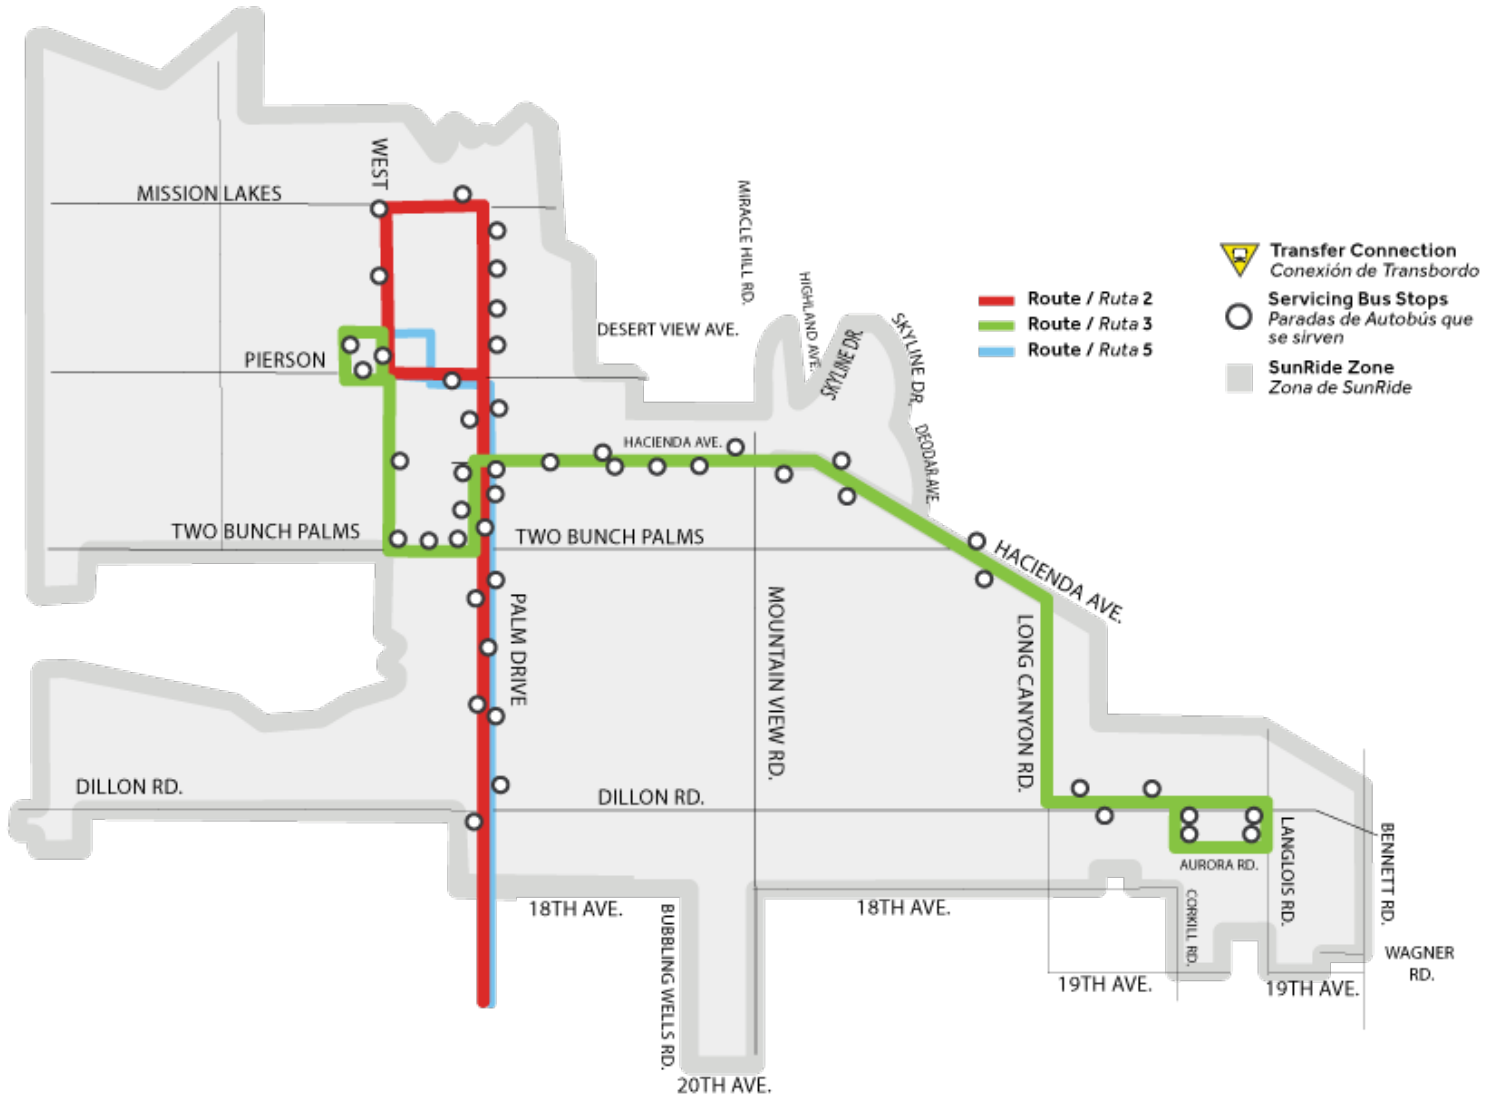 WEST
MISSION LAKES
MIRACLE HILL RD.
HIGHLAND AVE.
SKYLINE DR.
SKYLINE DR.
DESERT VIEW AVE.
PIERSON
DEODAR AVE.
HACIENDA AVE.
TWO BUNCH PALMS
TWO BUNCH PALMS
HACIENDA AVE.
PALM DRIVE
MOUNTAIN VIEW RD.
LONG CANYON RD.
DILLON RD.
DILLON RD.
LANGLOIS RD.
BENNETT RD.
AURORA RD.
18TH AVE.
BUBBLING WELLS RD.
18TH AVE.
CORKILL RD.
WAGNER
RD.
19TH AVE.
19TH AVE.
20TH AVE.
Route / Ruta 2
Route / Ruta 3
Route / Ruta 5
Transfer Connection
Conexión de Transbordo
Servicing Bus Stops
Paradas de Autobús que
se sirven
SunRide Zone
Zona de SunRide